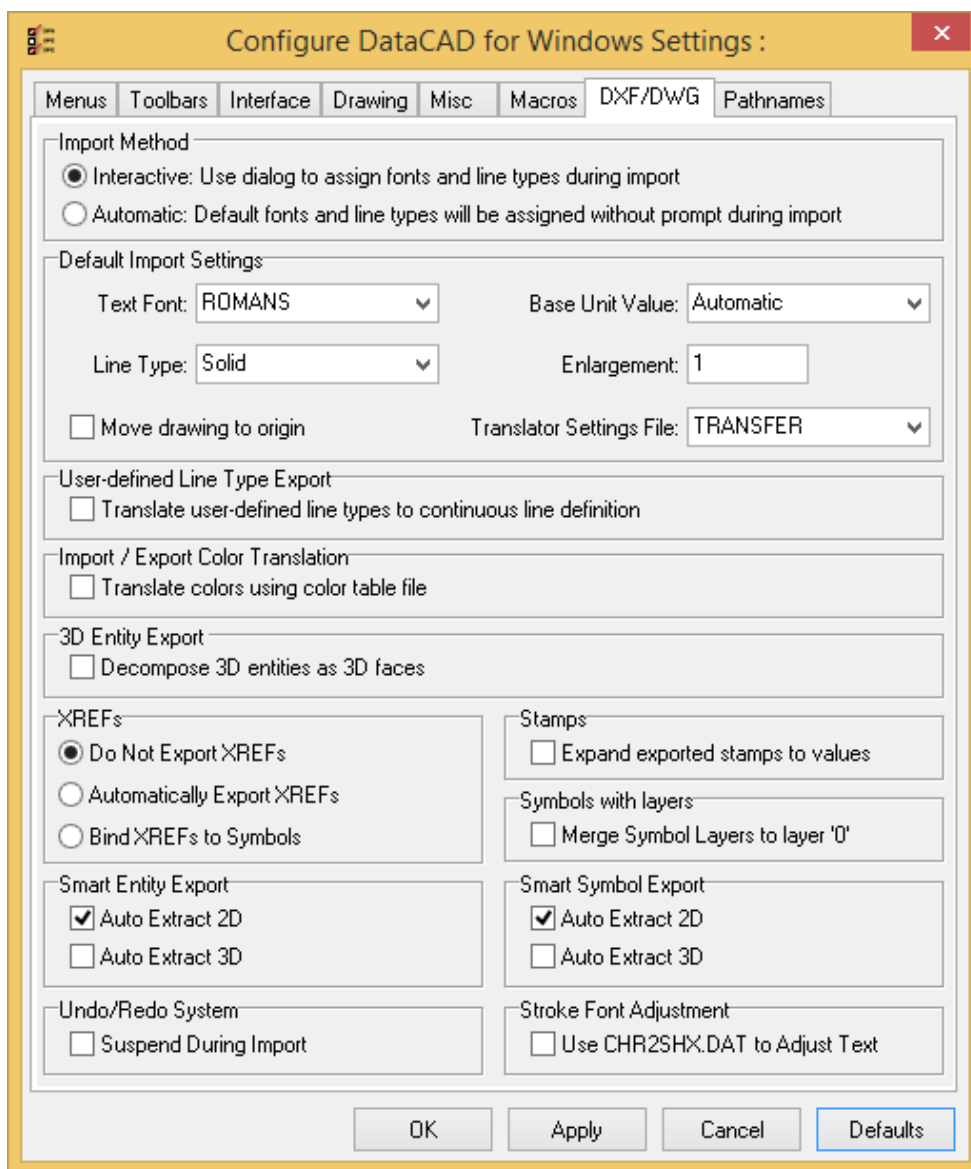 Configure DataCAD for Windows Settings :
Menus Toolbars Interface Drawing Misc Macros DXF/DWG Pathnames
Import Method
Interactive: Use dialog to assign fonts and line types during import
Automatic: Default fonts and line types will be assigned without prompt during import
Default Import Settings
Text Font: ROMANS Base Unit Value: Automatic
Line Type: Solid Enlargement: 1
Move drawing to origin Translator Settings File: TRANSFER
User-defined Line Type Export
Translate user-defined line types to continuous line definition
Import / Export Color Translation
Translate colors using color table file
3D Entity Export
Decompose 3D entities as 3D faces
XREFs
Do Not Export XREFs
Automatically Export XREFs
Bind XREFs to Symbols
Stamps
Expand exported stamps to values
Symbols with layers
Merge Symbol Layers to layer '0'
Smart Entity Export
Auto Extract 2D
Auto Extract 3D
Smart Symbol Export
Auto Extract 2D
Auto Extract 3D
Undo/Redo System
Suspend During Import
Stroke Font Adjustment
Use CHR2SHX.DAT to Adjust Text
OK Apply Cancel Defaults